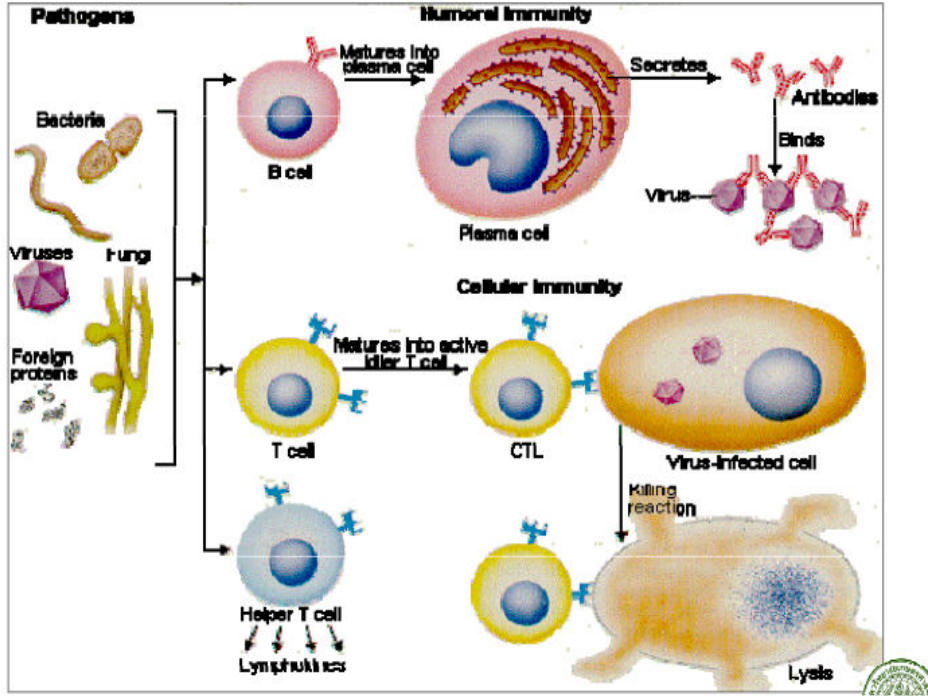 Pathogens
Humoral Immunity
Matures into
plasma cell
Secretes
Antibodies
Bacteria
B cell
Binds
Virus
Plasma cell
Viruses
Fungi
Cellular Immunity
Foreign
proteins
Matures into active
killer T cell
T cell
CTL
Virus-infected cell
Killing
reaction
Helper T cell
Lymphokines
Lysis